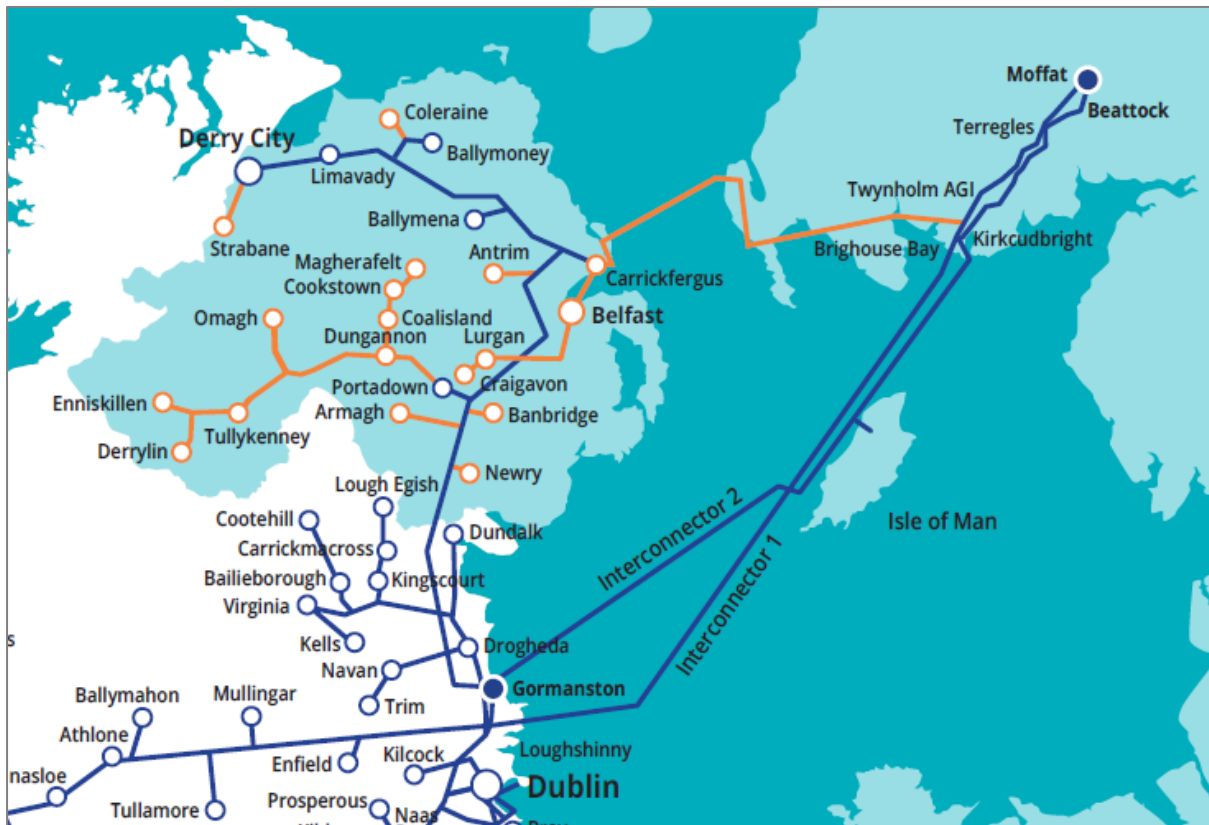 Moffat
Coleraine
Beattock
Derry City
Terregles
Ballymoney
Limavady
Twynholm AGI
Ballymena
Strabane
Brighouse Bay
Kirkcudbright
Antrim
Magherafelt
Cookstown
Carrickfergus
Omagh
Coalisland
Belfast
Dungannon
Lurgan
Portadown
Craigavon
Enniskillen
Armagh
Banbridge
Tullykenney
Derrylin
Newry
Lough Egish
Interconnector 2
Isle of Man
Cootehill
Dundalk
Carrickmacross
Interconnector 1
Bailieborough
Kingscourt
Virginia
Kells
Drogheda
Navan
Gormanston
Ballymahon
Mullingar
Trim
Athlone
Loughshinny
Kilcock
Enfield
nasloe
Dublin
Tullamore
Prosperous
Naas
s